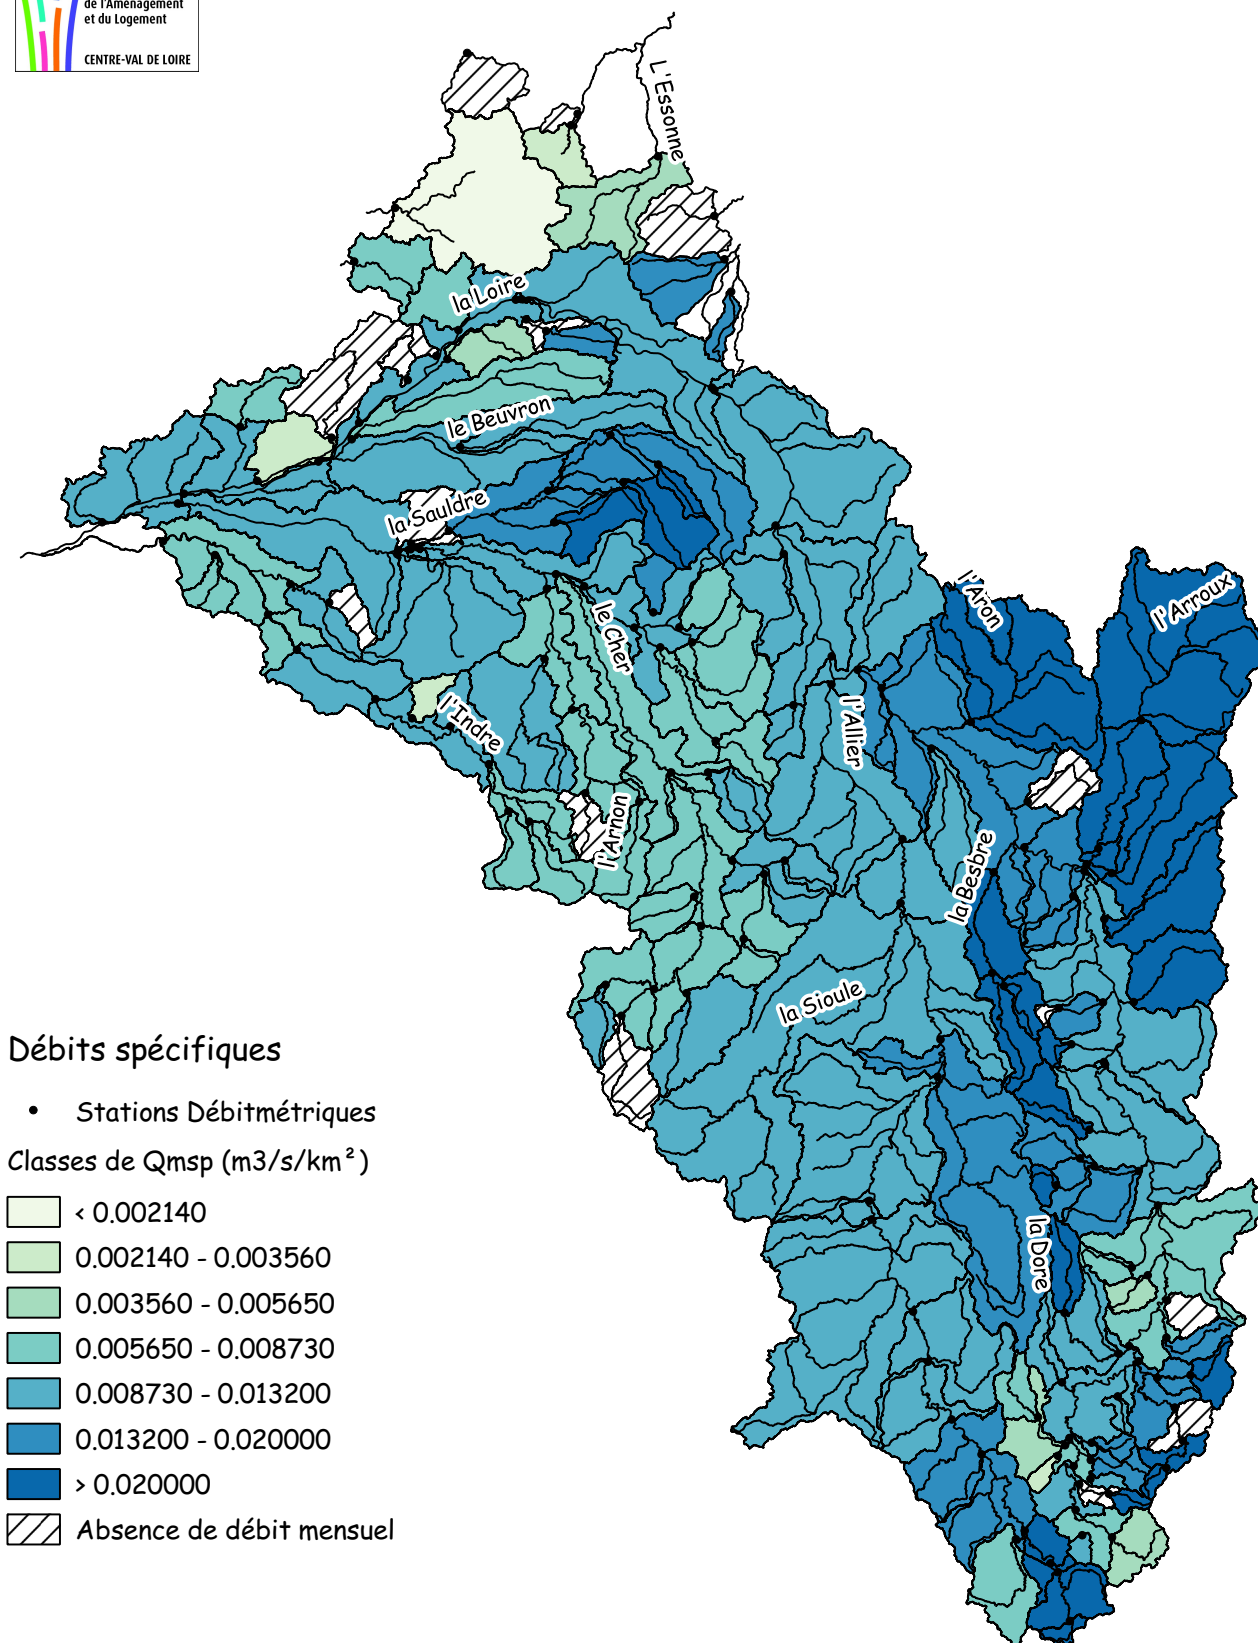 de l'Aménagement
et du Logement
CENTRE-VAL DE LOIRE
L'Essonne
la Loire
le Beuvron
la Sauldre
l'Aron
l'Arroux
le Cher
l'Indre
l'Allier
l'Arnon
la Besbre
la Sioule
la Dore
Débits spécifiques
Stations Débitmétriques
Classes de Qmsp (m3/s/km²)
< 0.002140
0.002140 - 0.003560
0.003560 - 0.005650
0.005650 - 0.008730
0.008730 - 0.013200
0.013200 - 0.020000
> 0.020000
Absence de débit mensuel